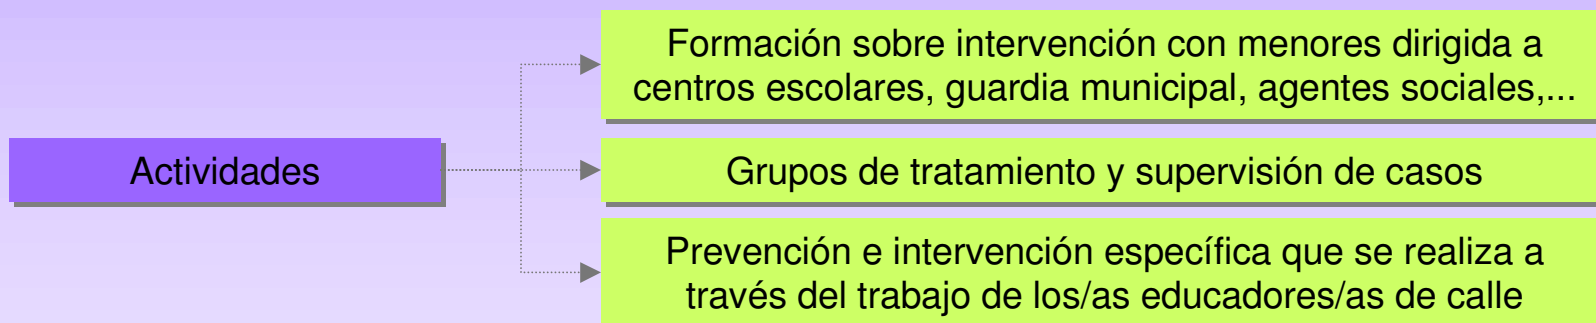 Formación sobre intervención con menores dirigida a
centros escolares, guardia municipal, agentes sociales,...
Actividades
Grupos de tratamiento y supervisión de casos
Prevención e intervención específica que se realiza a
través del trabajo de los/as educadores/as de calle